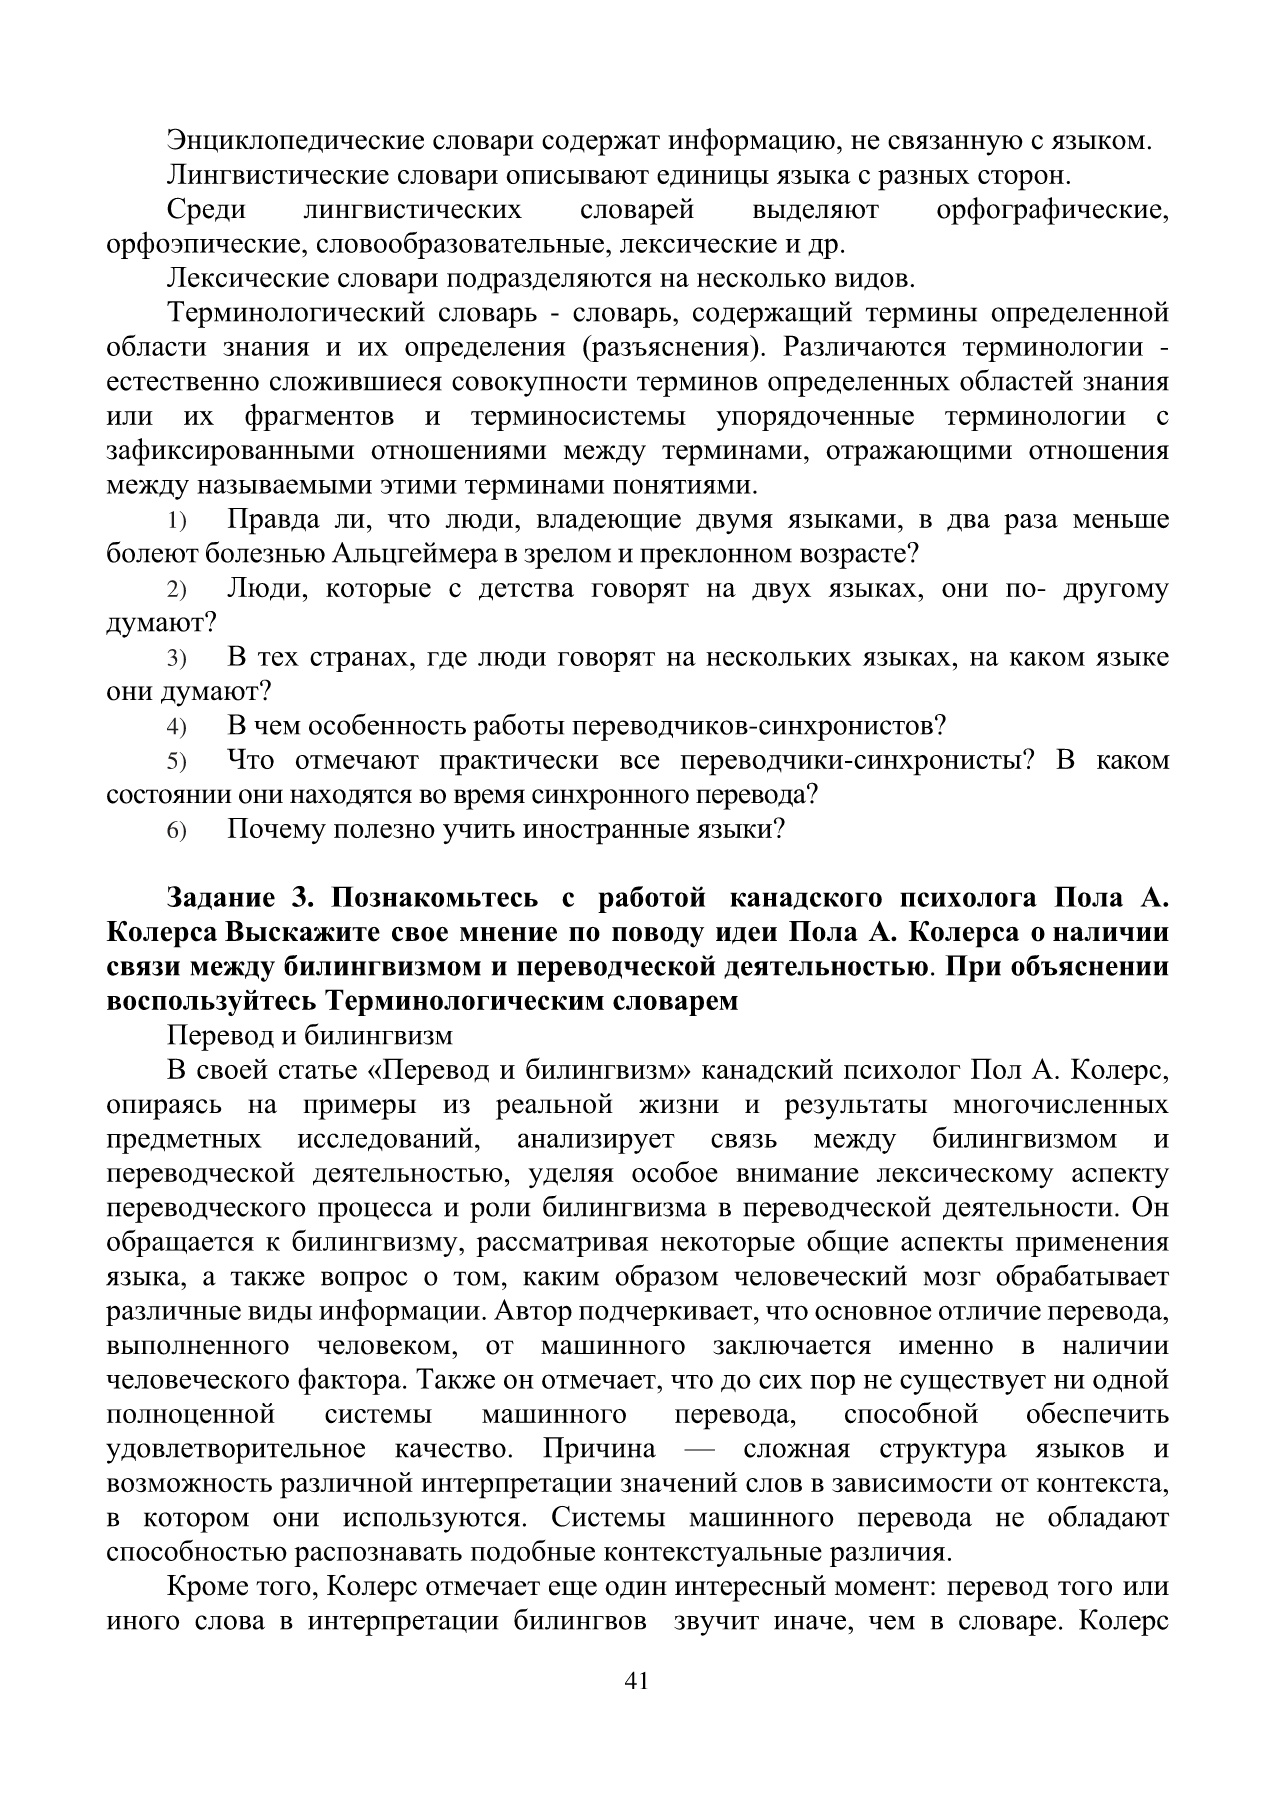 Энциклопедические словари содержат информацию, не связанную с языком.
Лингвистические словари описывают единицы языка с разных сторон.
Среди лингвистических словарей выделяют орфографические,
орфоэпические, словообразовательные, лексические и др.
Лексические словари подразделяются на несколько видов.
Терминологический словарь - словарь, содержащий термины определенной
области знания и их определения (разъяснения). Различаются терминологии -
естественно сложившиеся совокупности терминов определенных областей знания
или их фрагментов и терминосистемы упорядоченные терминологии с
зафиксированными отношениями между терминами, отражающими отношения
между называемыми этими терминами понятиями.
1) Правда ли, что люди, владеющие двумя языками, в два раза меньше
болеют болезнью Альцгеймера в зрелом и преклонном возрасте?
2) Люди, которые с детства говорят на двух языках, они по- другому
думают?
3) В тех странах, где люди говорят на нескольких языках, на каком языке
они думают?
4) В чем особенность работы переводчиков-синхронистов?
5) Что отмечают практически все переводчики-синхронисты? В каком
состоянии они находятся во время синхронного перевода?
6) Почему полезно учить иностранные языки?
Задание 3. Познакомьтесь с работой канадского психолога Пола А.
Колерса Выскажите свое мнение по поводу идеи Пола А. Колерса о наличии
связи между билингвизмом и переводческой деятельностью. При объяснении
воспользуйтесь Терминологическим словарем
Перевод и билингвизм
В своей статье «Перевод и билингвизм» канадский психолог Пол А. Колерс,
опираясь на примеры из реальной жизни и результаты многочисленных
предметных исследований, анализирует связь между билингвизмом и
переводческой деятельностью, уделяя особое внимание лексическому аспекту
переводческого процесса и роли билингвизма в переводческой деятельности. Он
обращается к билингвизму, рассматривая некоторые общие аспекты применения
языка, а также вопрос о том, каким образом человеческий мозг обрабатывает
различные виды информации. Автор подчеркивает, что основное отличие перевода,
выполненного человеком, от машинного заключается именно в наличии
человеческого фактора. Также он отмечает, что до сих пор не существует ни одной
полноценной системы машинного перевода, способной обеспечить
удовлетворительное качество. Причина — сложная структура языков и
возможность различной интерпретации значений слов в зависимости от контекста,
в котором они используются. Системы машинного перевода не обладают
способностью распознавать подобные контекстуальные различия.
Кроме того, Колерс отмечает еще один интересный момент: перевод того или
иного слова в интерпретации билингвов звучит иначе, чем в словаре. Колерс
41